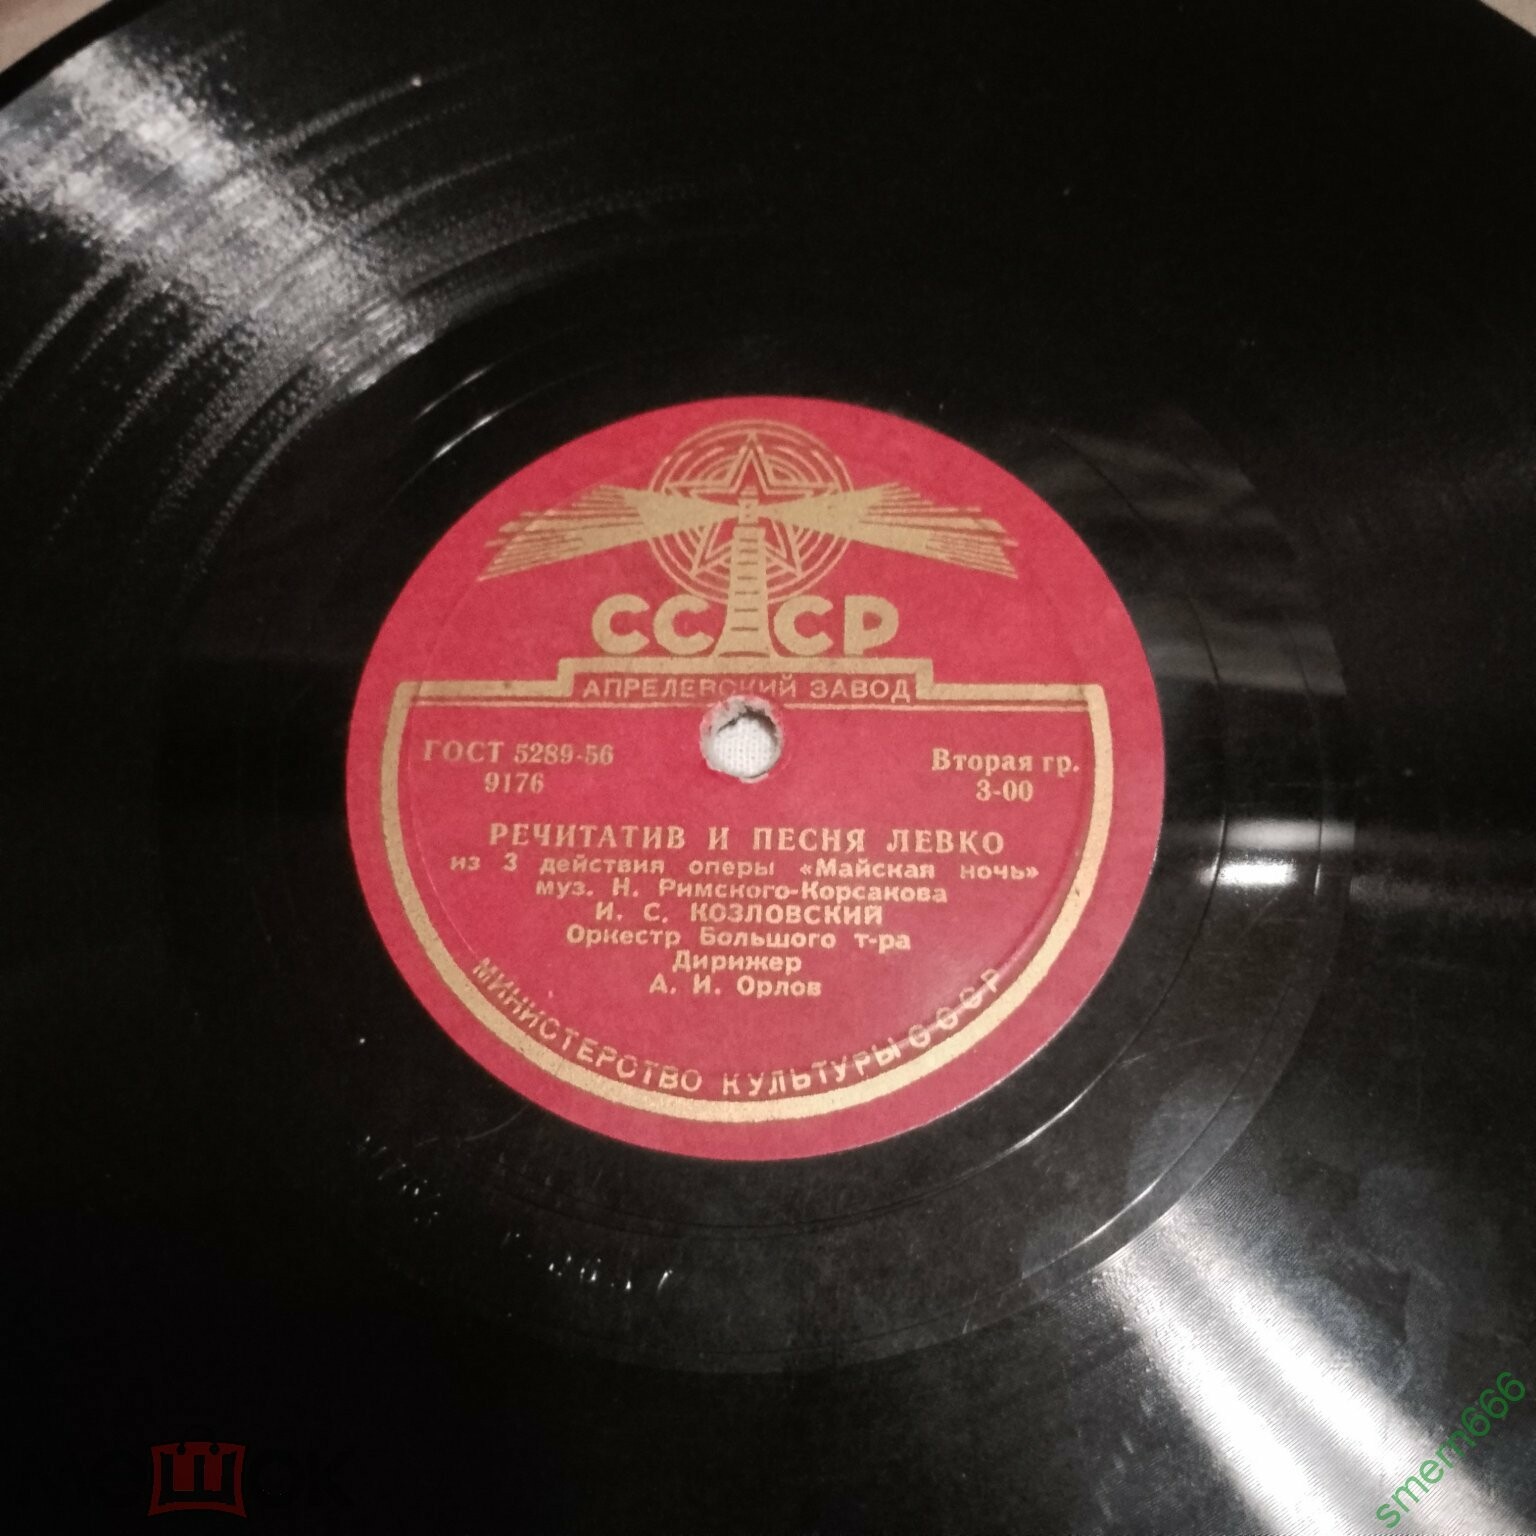 СССР
АПРЕЛЕВСКИЙ ЗАВОД
ГОСТ 5289-56
9176
Вторая гр.
3-00
РЕЧИТАТИВ И ПЕСНЯ ЛЕВКО
из 3 действия оперы «Майская ночь»
муз. Н. Римского-Корсакова
И. С. КОЗЛОВСКИЙ
Оркестр Большого т-ра
Дирижер
А. И. Орлов
МИНИСТЕРСТВО КУЛЬТУРЫ СССР
мешок
smem666